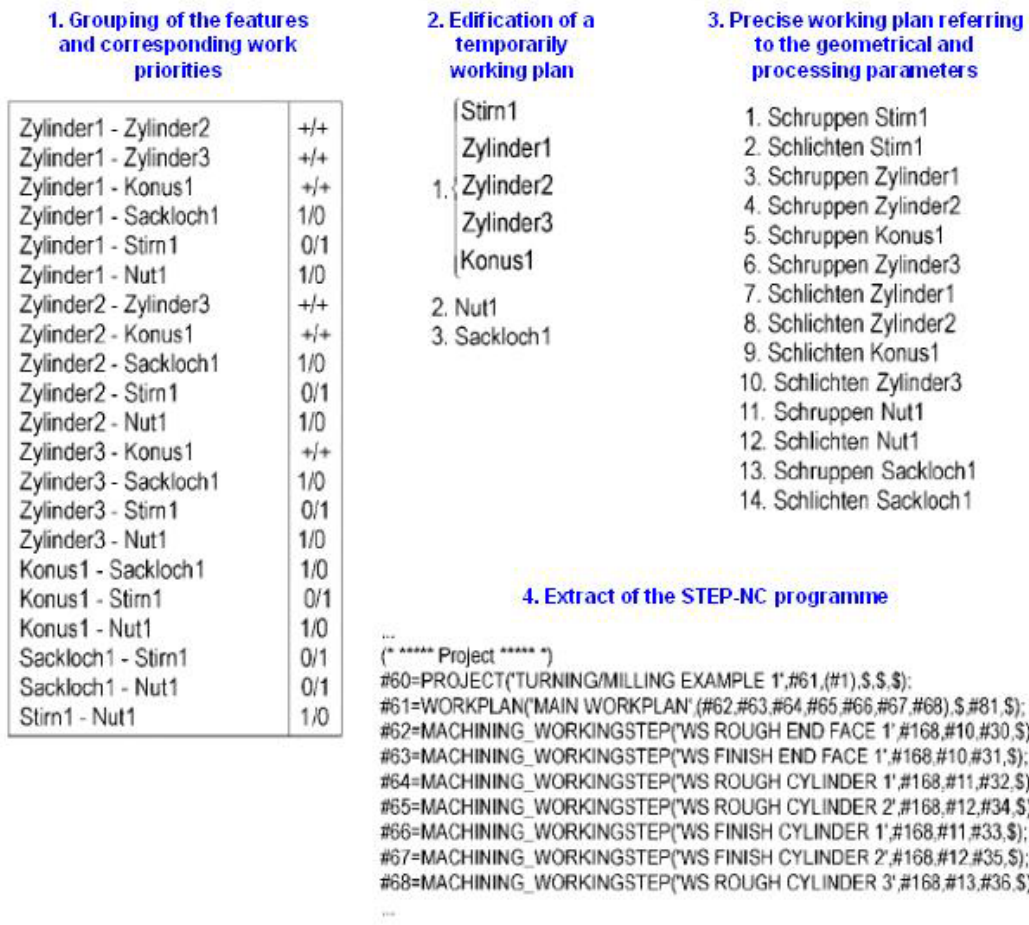 1. Grouping of the features
and corresponding work
priorities
Zylinder1 - Zylinder2 +/+
Zylinder1 - Zylinder3 +/+
Zylinder1 - Konus1 +/+
Zylinder1 - Sackloch1 1/0
Zylinder1 - Stirn1 0/1
Zylinder1 - Nut1 1/0
Zylinder2 - Zylinder3 +/+
Zylinder2 - Konus1 +/+
Zylinder2 - Sackloch1 1/0
Zylinder2 - Stirn1 0/1
Zylinder2 - Nut1 1/0
Zylinder3 - Konus1 +/+
Zylinder3 - Sackloch1 1/0
Zylinder3 - Stirn1 0/1
Zylinder3 - Nut1 1/0
Konus1 - Sackloch1 1/0
Konus1 - Stirn1 0/1
Konus1 - Nut1 1/0
Sackloch1 - Stirn1 0/1
Sackloch1 - Nut1 0/1
Stirn1 - Nut1 1/0
2. Edification of a
temporarily
working plan
Stirn1
Zylinder1
1. Zylinder2
Zylinder3
Konus1
2. Nut1
3. Sackloch1
3. Precise working plan referring
to the geometrical and
processing parameters
1. Schruppen Stirn1
2. Schlichten Stirn1
3. Schruppen Zylinder1
4. Schruppen Zylinder2
5. Schruppen Konus1
6. Schruppen Zylinder3
7. Schlichten Zylinder1
8. Schlichten Zylinder2
9. Schlichten Konus1
10. Schlichten Zylinder3
11. Schruppen Nut1
12. Schlichten Nut1
13. Schruppen Sackloch1
14. Schlichten Sackloch1
4. Extract of the STEP-NC programme
...
(* ***** Project ***** *)
#60=PROJECT('TURNING/MILLING EXAMPLE 1',#61,(#1),$,$,$);
#61=WORKPLAN('MAIN WORKPLAN',(#62,#63,#64,#65,#66,#67,#68),$,#81,$);
#62=MACHINING_WORKINGSTEP('WS ROUGH END FACE 1',#168,#10,#30,$)
#63=MACHINING_WORKINGSTEP('WS FINISH END FACE 1',#168,#10,#31,$);
#64=MACHINING_WORKINGSTEP('WS ROUGH CYLINDER 1',#168,#11,#32,$)
#65=MACHINING_WORKINGSTEP('WS ROUGH CYLINDER 2',#168,#12,#34,$)
#66=MACHINING_WORKINGSTEP('WS FINISH CYLINDER 1',#168,#11,#33,$);
#67=MACHINING_WORKINGSTEP('WS FINISH CYLINDER 2',#168,#12,#35,$);
#68=MACHINING_WORKINGSTEP('WS ROUGH CYLINDER 3',#168,#13,#36,$)
...